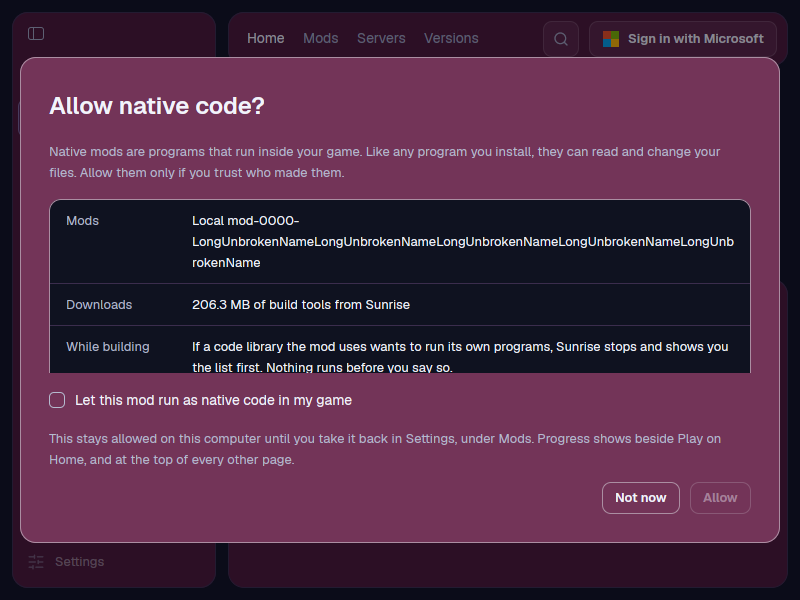 Home Mods Servers Versions Sign in with Microsoft
Allow native code?
Native mods are programs that run inside your game. Like any program you install, they can read and change your
files. Allow them only if you trust who made them.
Mods Local mod-0000-
LongUnbrokenNameLongUnbrokenNameLongUnbrokenNameLongUnbrokenNameLongUnb
rokenName
Downloads 206.3 MB of build tools from Sunrise
While building If a code library the mod uses wants to run its own programs, Sunrise stops and shows you
the list first. Nothing runs before you say so.
Let this mod run as native code in my game
This stays allowed on this computer until you take it back in Settings, under Mods. Progress shows beside Play on
Home, and at the top of every other page.
Not now Allow
Settings